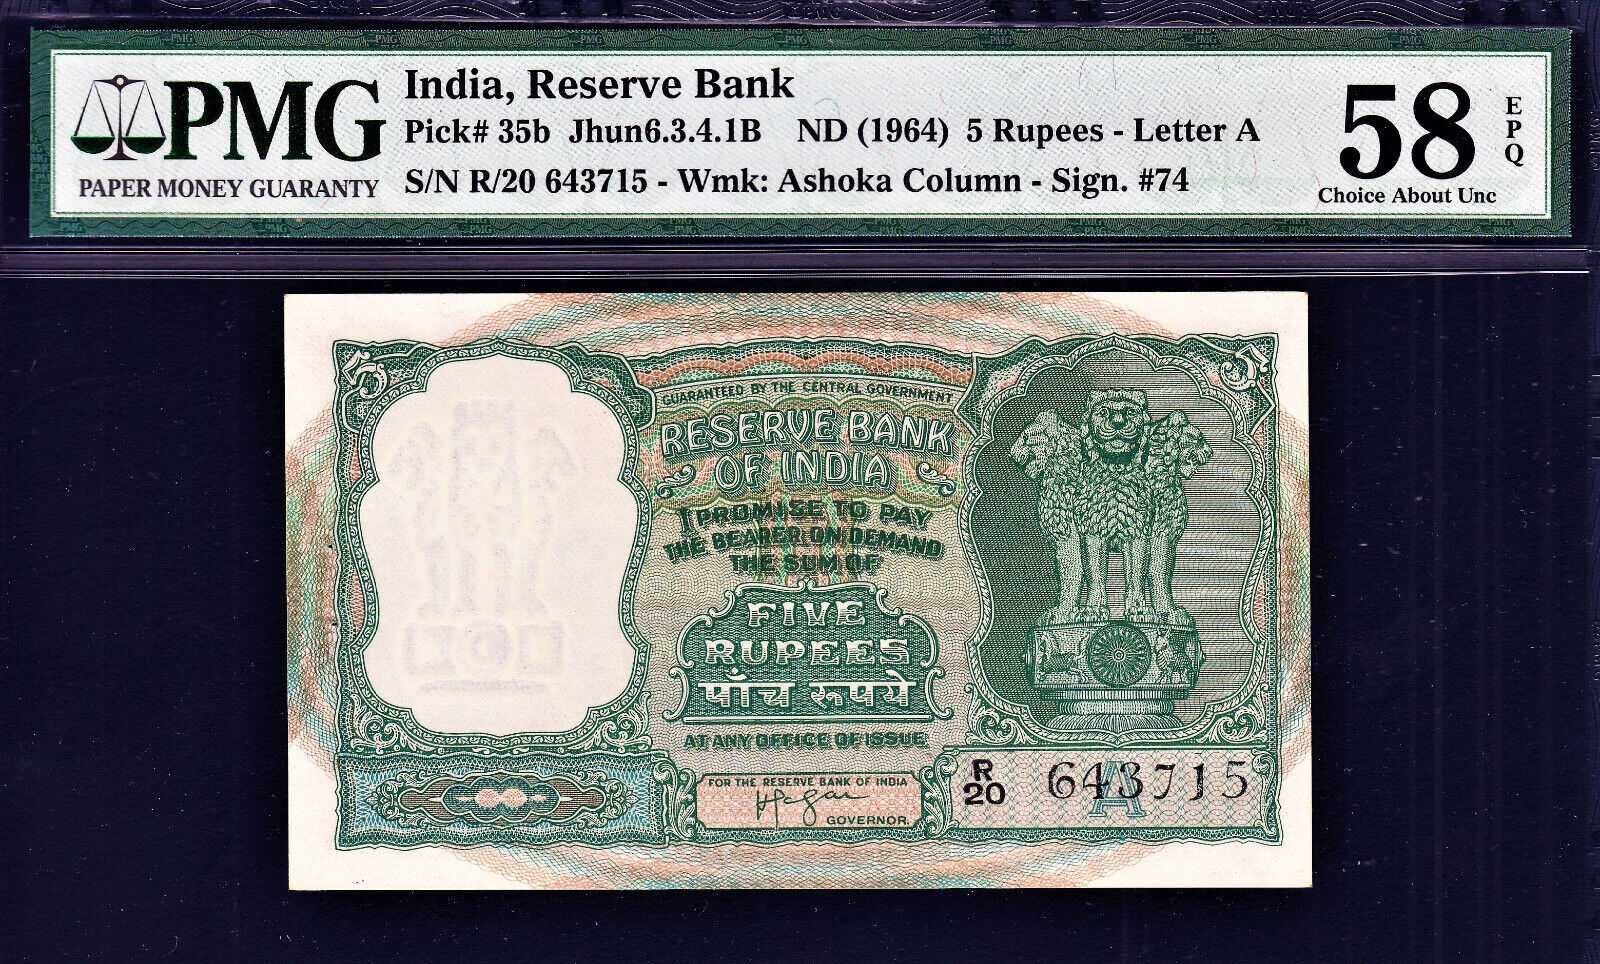 PMG
PAPER MONEY GUARANTY
India, Reserve Bank
Pick# 35b Jhun6.3.4.1B ND (1964) 5 Rupees - Letter A
S/N R/20 643715 - Wmk: Ashoka Column - Sign. #74
58
EPQ
Choice About Unc
5
5
GUARANTEED BY THE CENTRAL GOVERNMENT
RESERVE BANK
OF INDIA
I PROMISE TO PAY
THE BEARER ON DEMAND
THE SUM OF
FIVE
RUPEES
पाँच रूपये
AT ANY OFFICE OF ISSUE
FOR THE RESERVE BANK OF INDIA
GOVERNOR.
R
20
643715
A